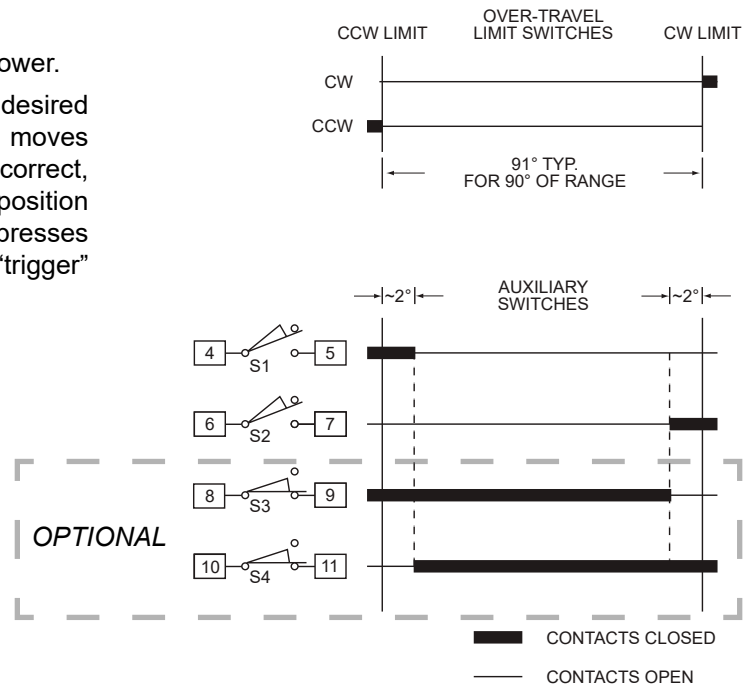 ower.
desired
moves
correct,
position
presses
“trigger”
OVER-TRAVEL
CCW LIMIT LIMIT SWITCHES CW LIMIT
CW
CCW
91° TYP.
FOR 90° OF RANGE
~2° AUXILIARY SWITCHES ~2°
4 S1 5
6 S2 7
8 S3 9
OPTIONAL
10 S4 11
CONTACTS CLOSED
CONTACTS OPEN